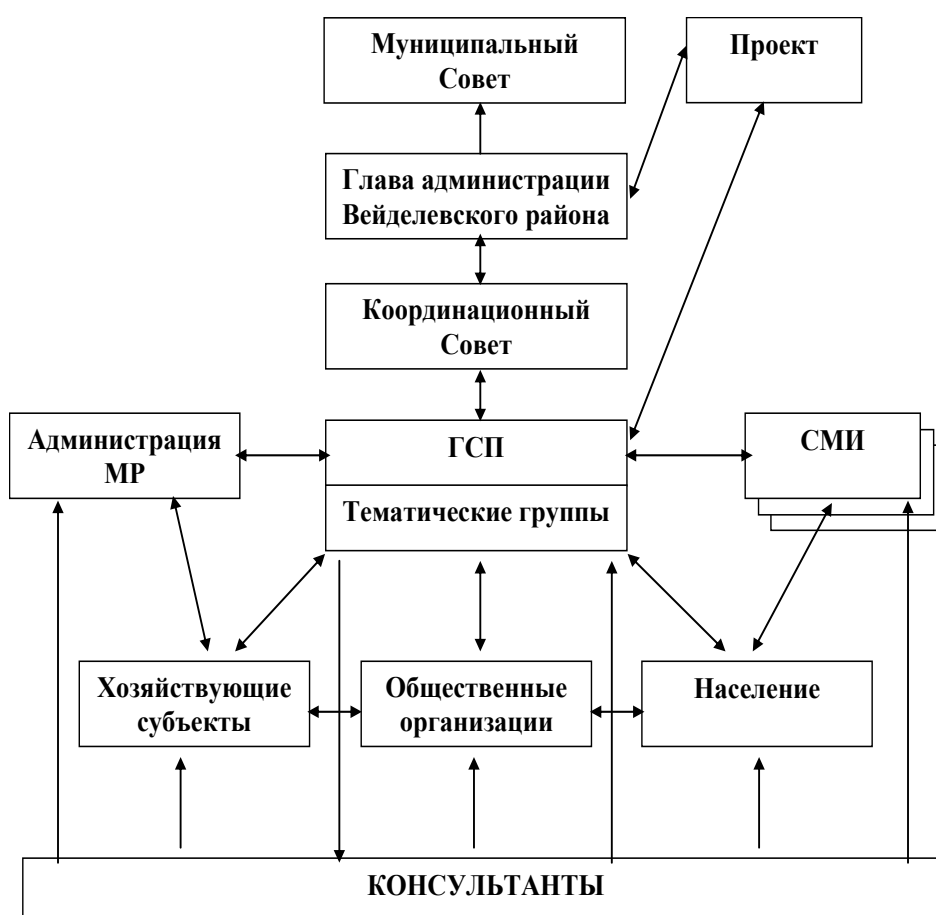 Муниципальный
Совет
Проект
Глава администрации
Вейделевского района
Координационный
Совет
Администрация
МР
ГСП
СМИ
Тематические группы
Хозяйствующие
субъекты
Общественные
организации
Население
КОНСУЛЬТАНТЫ